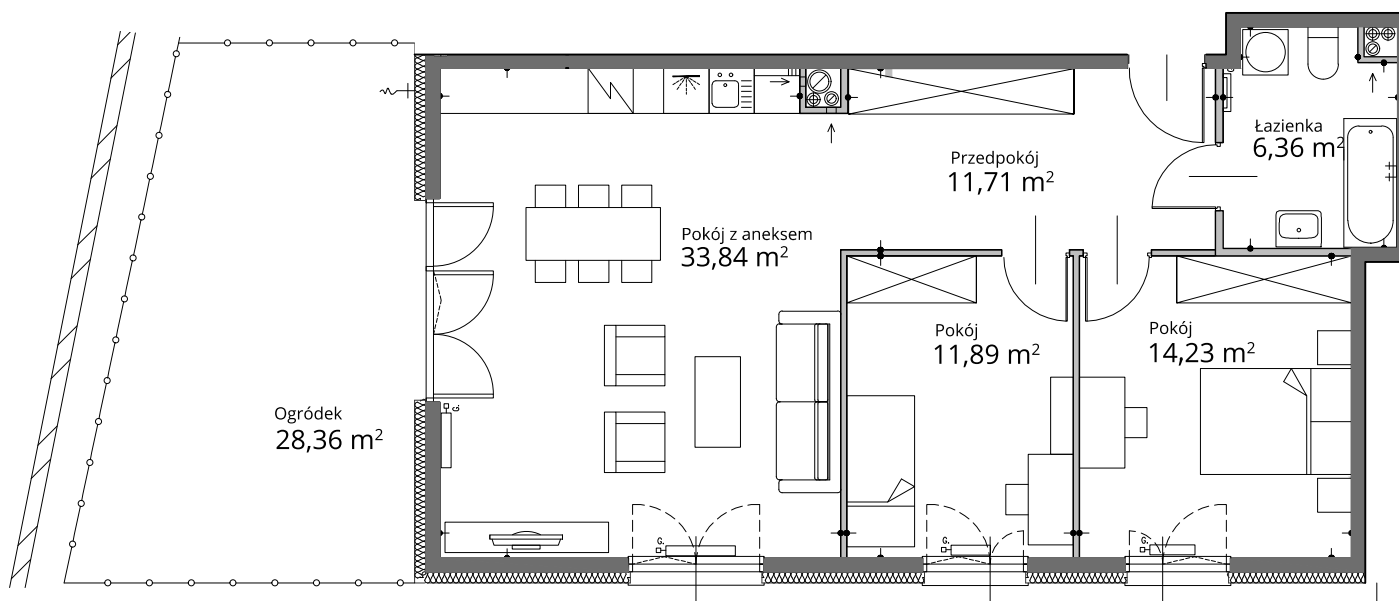 Łazienka
6,36 m²
Przedpokój
11,71 m²
Pokój z aneksem
33,84 m²
Pokój
11,89 m²
Pokój
14,23 m²
Ogródek
28,36 m²
G.
G.
G.
G.